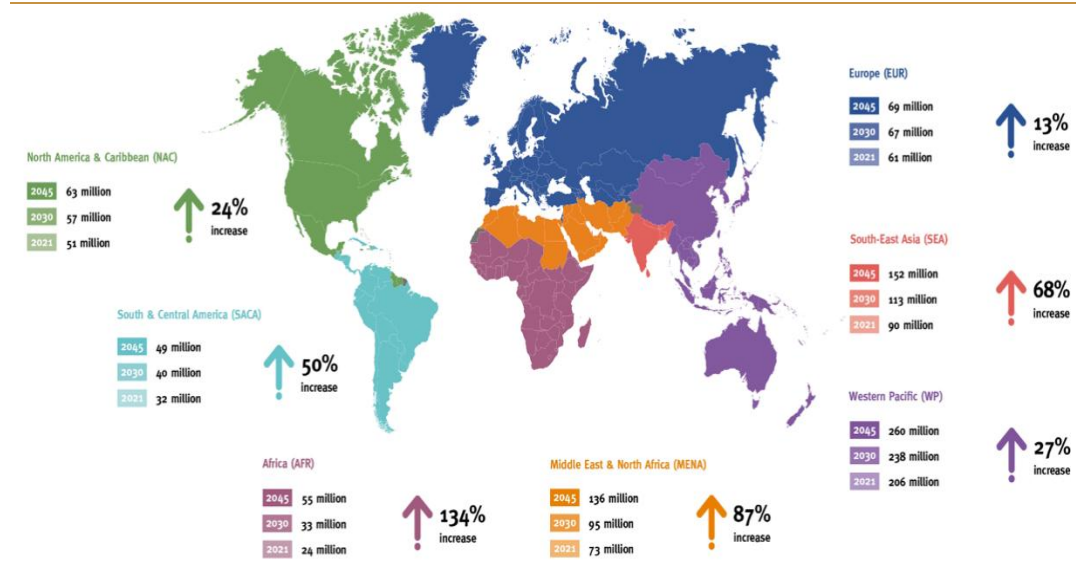 Europe (EUR)
2045 69 million
2030 67 million
2021 61 million
13%
increase
North America & Caribbean (NAC)
2045 63 million
2030 57 million
2021 51 million
24%
increase
South-East Asia (SEA)
2045 152 million
2030 113 million
2021 90 million
68%
increase
South & Central America (SACA)
2045 49 million
2030 40 million
2021 32 million
50%
increase
Western Pacific (WP)
2045 260 million
2030 238 million
2021 206 million
27%
increase
Africa (AFR)
2045 55 million
2030 33 million
2021 24 million
134%
increase
Middle East & North Africa (MENA)
2045 136 million
2030 95 million
2021 73 million
87%
increase